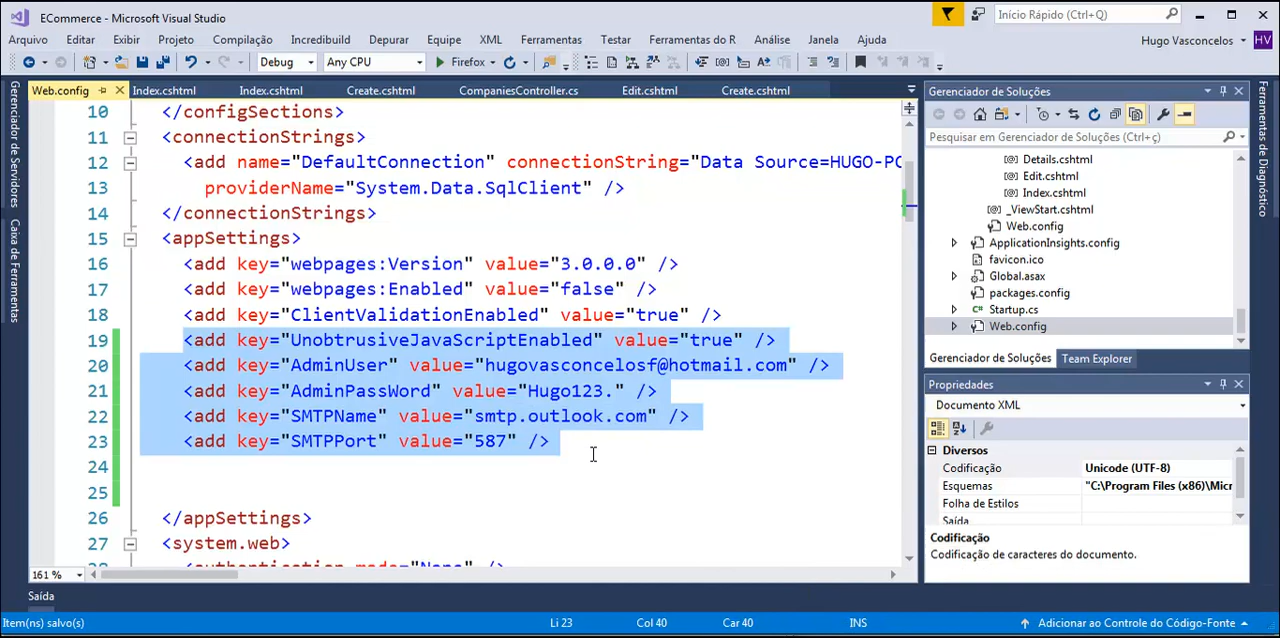 ECommerce - Microsoft Visual Studio
Início Rápido (Ctrl+Q)
Arquivo Editar Exibir Projeto Compilação Incredibuild Depurar Equipe XML Ferramentas Testar Ferramentas do R Análise Janela Ajuda
Hugo Vasconcelos HV
Debug Any CPU Firefox
Web.config Index.cshtml Index.cshtml Create.cshtml CompaniesController.cs Edit.cshtml Create.cshtml
Gerenciador de Servidores
Caixa de Ferramentas
10 </configSections>
11 <connectionStrings>
12 <add name="DefaultConnection" connectionString="Data Source=HUGO-PC
13 providerName="System.Data.SqlClient" />
14 </connectionStrings>
15 <appSettings>
16 <add key="webpages:Version" value="3.0.0.0" />
17 <add key="webpages:Enabled" value="false" />
18 <add key="ClientValidationEnabled" value="true" />
19 <add key="UnobtrusiveJavaScriptEnabled" value="true" />
20 <add key="AdminUser" value="hugovasconcelosf@hotmail.com" />
21 <add key="AdminPassWord" value="Hugo123." />
22 <add key="SMTPName" value="smtp.outlook.com" />
23 <add key="SMTPPort" value="587" />
24
25
26 </appSettings>
27 <system.web>
<authentication mode="None" />
161 %
Gerenciador de Soluções
Pesquisar em Gerenciador de Soluções (Ctrl+ç)
Details.cshtml
Edit.cshtml
Index.cshtml
_ViewStart.cshtml
Web.config
ApplicationInsights.config
favicon.ico
Global.asax
packages.config
Startup.cs
Web.config
Gerenciador de Soluções Team Explorer
Propriedades
Documento XML
Diversos
Codificação Unicode (UTF-8)
Esquemas "C:\Program Files (x86)\Micr
Folha de Estilos
Saída
Codificação
Codificação de caracteres do documento.
Ferramentas de Diagnóstico
Saída
Item(ns) salvo(s) Li 23 Col 40 Car 40 INS Adicionar ao Controle do Código-Fonte